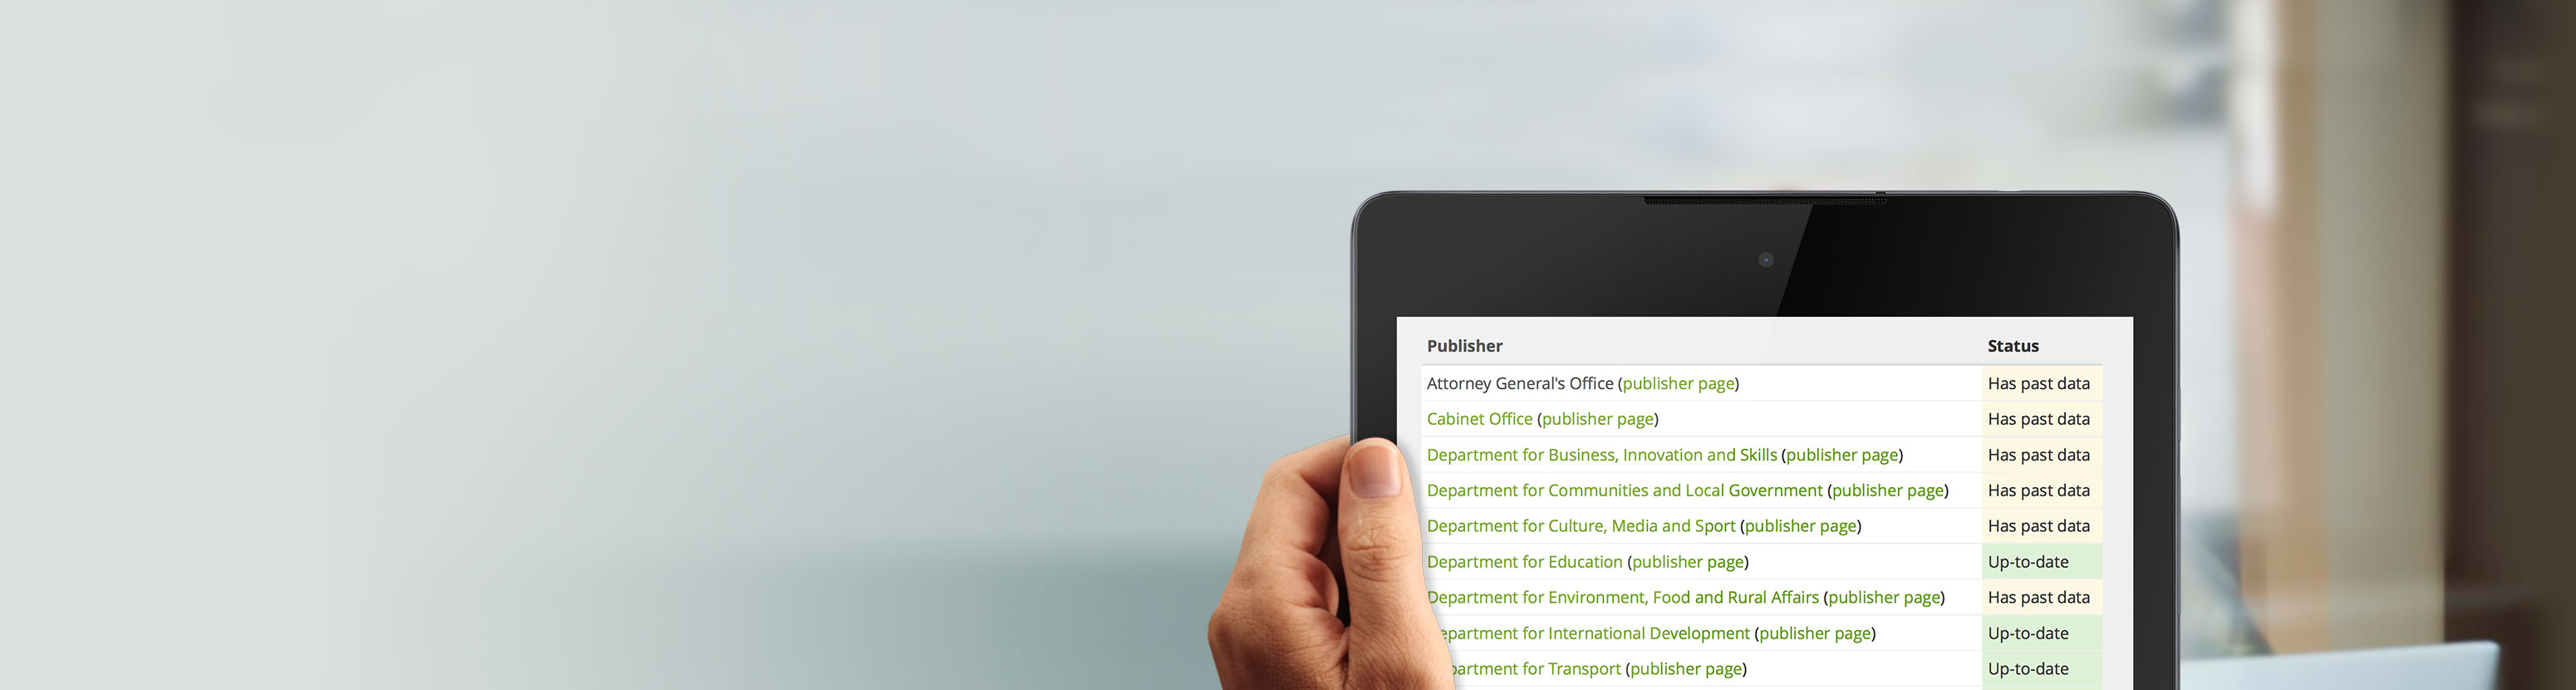 Publisher Status
Attorney General's Office (publisher page) Has past data
Cabinet Office (publisher page) Has past data
Department for Business, Innovation and Skills (publisher page) Has past data
Department for Communities and Local Government (publisher page) Has past data
Department for Culture, Media and Sport (publisher page) Has past data
Department for Education (publisher page) Up-to-date
Department for Environment, Food and Rural Affairs (publisher page) Has past data
epartment for International Development (publisher page) Up-to-date
partment for Transport (publisher page) Up-to-date